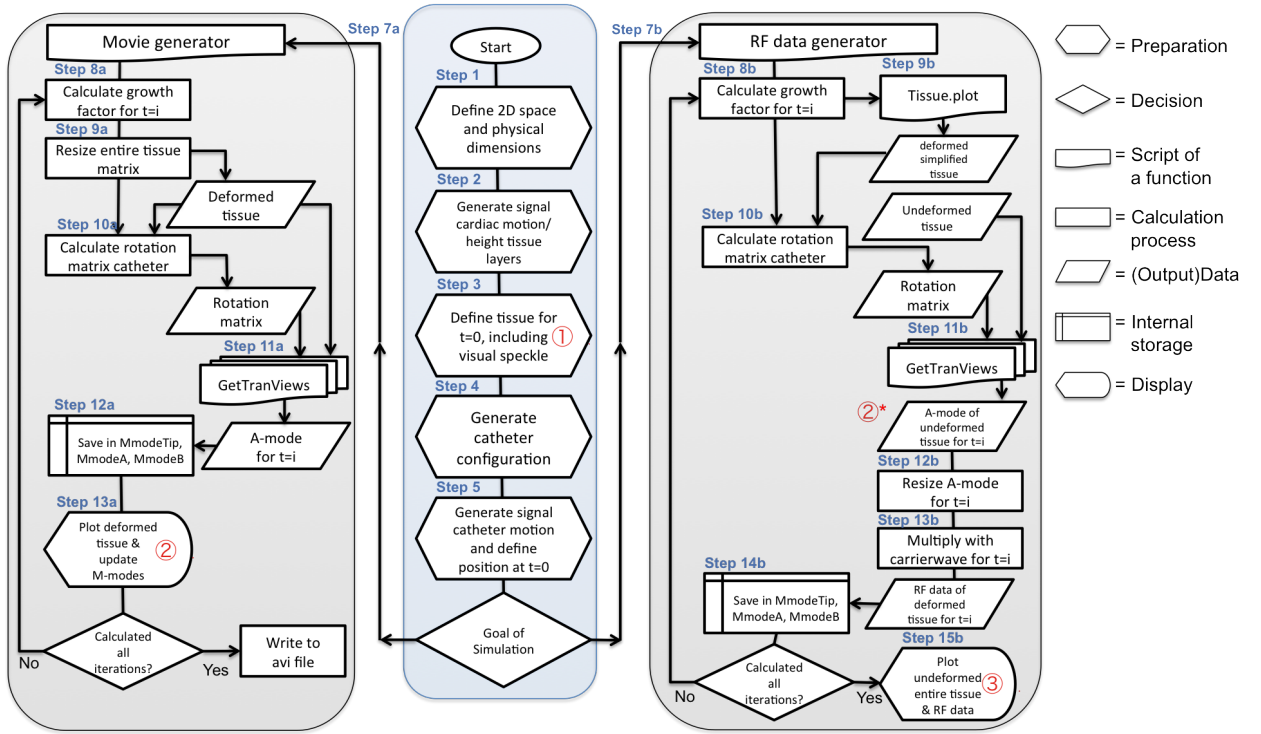 Step 7a
Movie generator
Step 8a
Calculate growth
factor for t=i
Step 9a
Resize entire tissue
matrix
Deformed
tissue
Step 10a
Calculate rotation
matrix catheter
Rotation
matrix
Step 11a
GetTranViews
A-mode
for t=i
Step 12a
Save in MmodeTip,
MmodeA, MmodeB
Step 13a
Plot deformed
tissue &
update
M-modes
②
Calculated
all
iterations?
No
Yes
Write to
avi file
Start
Step 1
Define 2D space
and physical
dimensions
Step 2
Generate signal
cardiac motion/
height tissue
layers
Step 3
Define tissue for
t=0, including ①
visual speckle
Step 4
Generate
catheter
configuration
Step 5
Generate signal
catheter motion
and define
position at t=0
Goal of
Simulation
Step 7b
RF data generator
Step 8b
Calculate growth
factor for t=i
Step 9b
Tissue.plot
deformed
simplified
tissue
Undeformed
tissue
Step 10b
Calculate rotation
matrix catheter
Rotation
matrix
Step 11b
GetTranViews
②*
A-mode of
undeformed
tissue for t=i
Step 12b
Resize A-mode
for t=i
Step 13b
Multiply with
carrierwave for t=i
RF data of
deformed
tissue for t=i
Step 14b
Save in MmodeTip,
MmodeA, MmodeB
Calculated
all
iterations?
No
Yes
Step 15b
Plot
undeformed
entire tissue
& RF data
③
= Preparation
= Decision
= Script of
a function
= Calculation
process
= (Output)Data
= Internal
storage
= Display